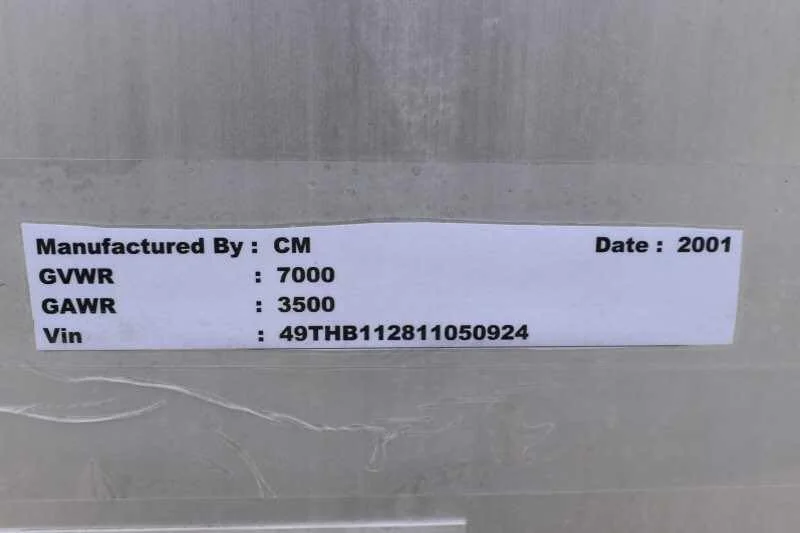 Manufactured By : CM Date : 2001
GVWR : 7000
GAWR : 3500
Vin : 49THB112811050924